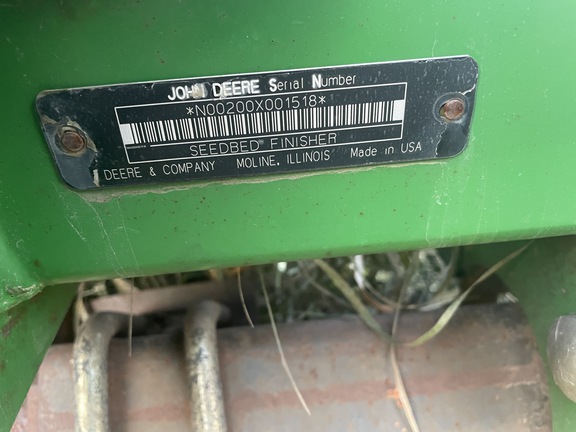 JOHN DEERE Serial Number
*N00200X001518*
SEEDBED FINISHER
DEERE & COMPANY MOLINE, ILLINOIS Made in USA